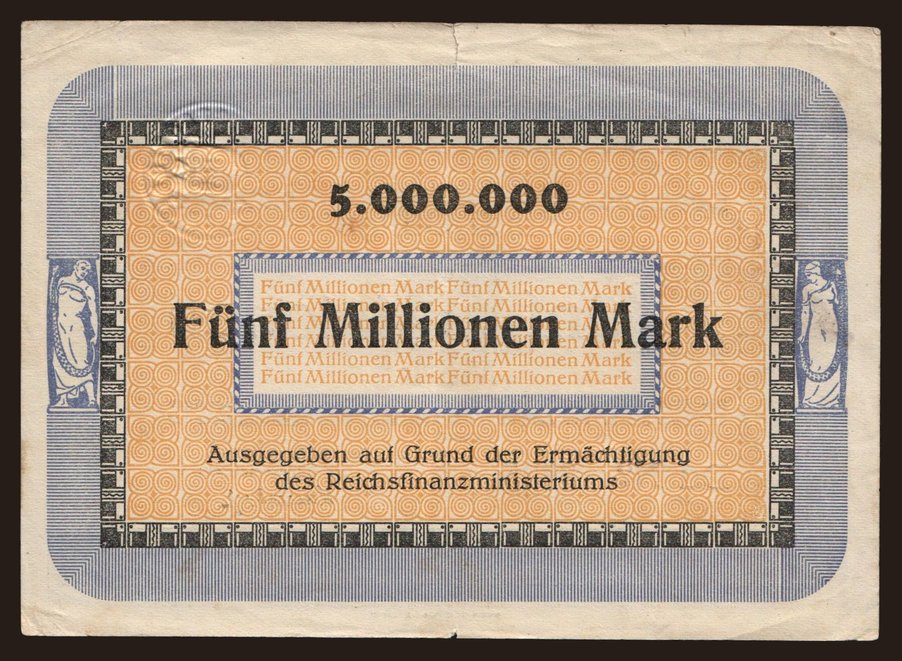 5.000.000
Fünf Millionen Mark Fünf Millionen Mark
Fünf Millionen Mark Fünf Millionen Mark
Fünf Millionen Mark
Fünf Millionen Mark Fünf Millionen Mark
Fünf Millionen Mark Fünf Millionen Mark
Ausgegeben auf Grund der Ermächtigung
des Reichsfinanzministeriums